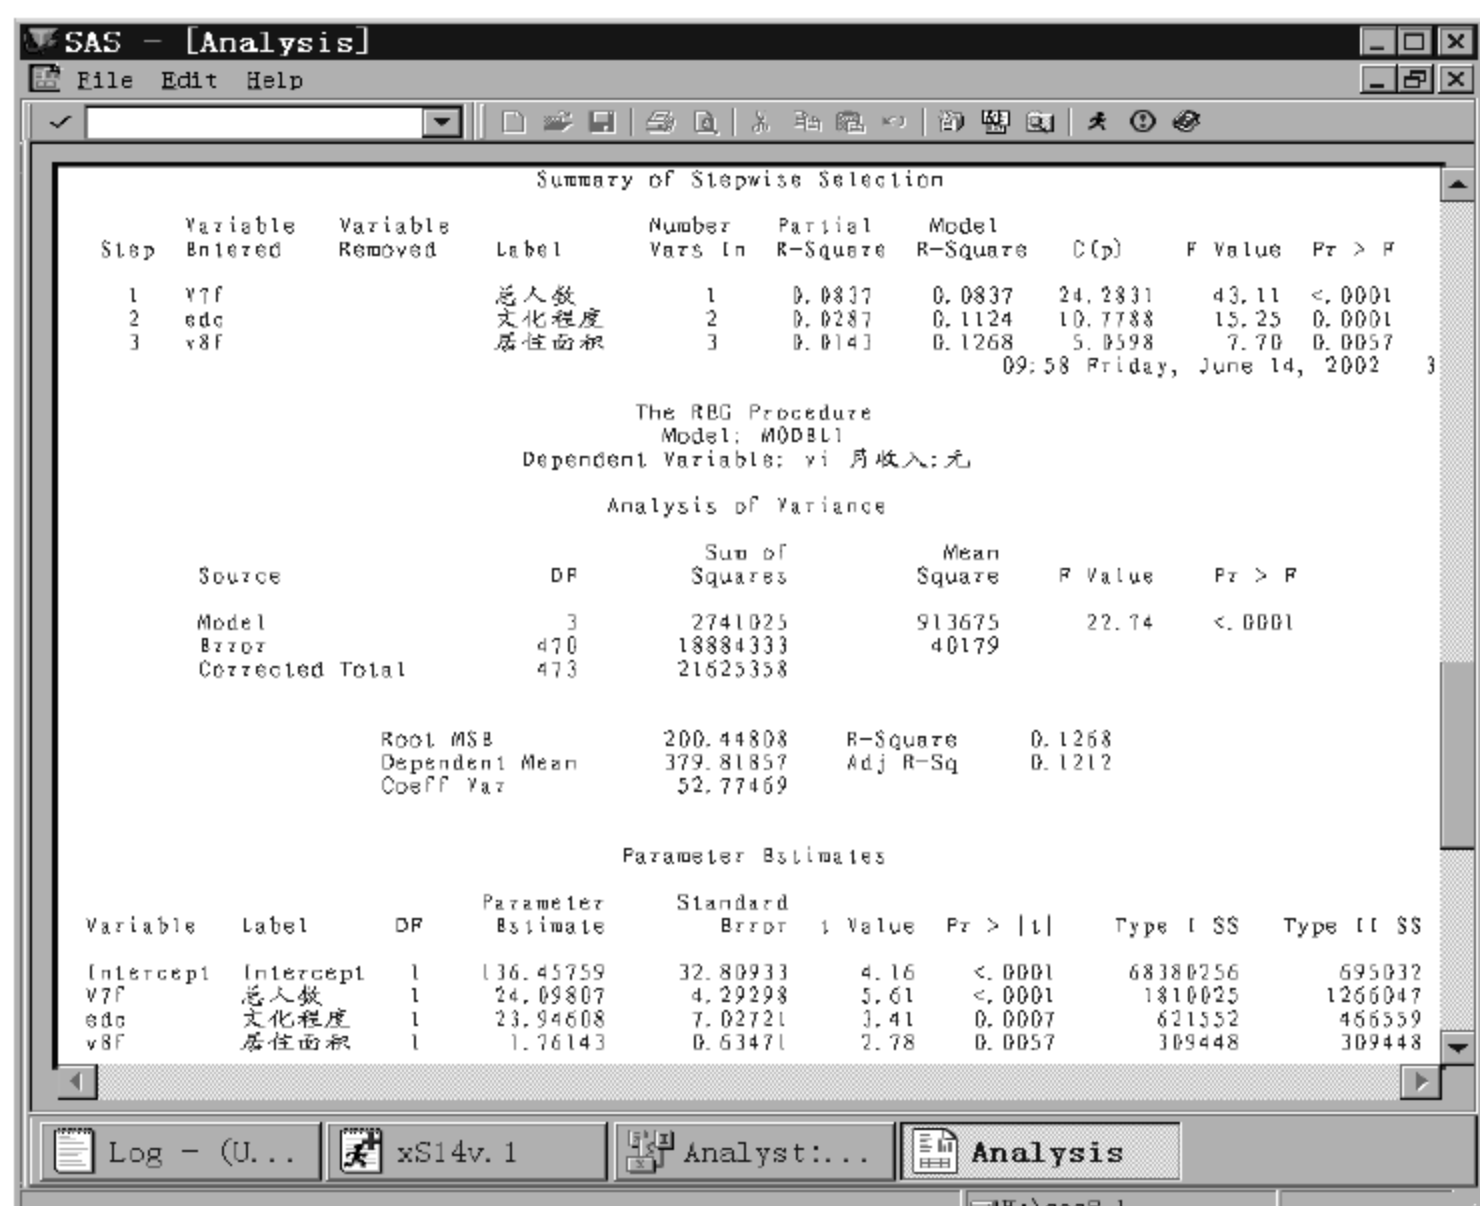 SAS - [Analysis]
File Edit Help
Summary of Stepwise Selection
Variable Variable Number Partial Model
Step Entered Removed Label Vars In R-Square R-Square C(p) F Value Pr > F
1 V7f 总人数 1 0.0837 0.0837 24.2831 43.11 <.0001
2 edc 文化程度 2 0.0287 0.1124 10.7788 15.25 0.0001
3 v8f 居住面积 3 0.0143 0.1268 5.0598 7.70 0.0057
09:58 Friday, June 14, 2002 3
The REG Procedure
Model: MODEL1
Dependent Variable: vi 月收入:元
Analysis of Variance
Sum of Mean
Source DF Squares Square F Value Pr > F
Model 3 2741025 913675 22.74 <.0001
Error 470 18884333 40179
Corrected Total 473 21625358
Root MSE 200.44808 R-Square 0.1268
Dependent Mean 379.81857 Adj R-Sq 0.1212
Coeff Var 52.77469
Parameter Estimates
Parameter Standard
Variable Label DF Estimate Error t Value Pr > |t| Type I SS Type II SS
Intercept Intercept 1 136.45759 32.80933 4.16 <.0001 68380256 695032
V7f 总人数 1 24.09807 4.29298 5.61 <.0001 1810025 1266047
edc 文化程度 1 23.94608 7.02721 3.41 0.0007 621552 466559
v8f 居住面积 1 1.76143 0.63471 2.78 0.0057 309448 309448
Log - (U... xS14v.1 Analyst:... Analysis